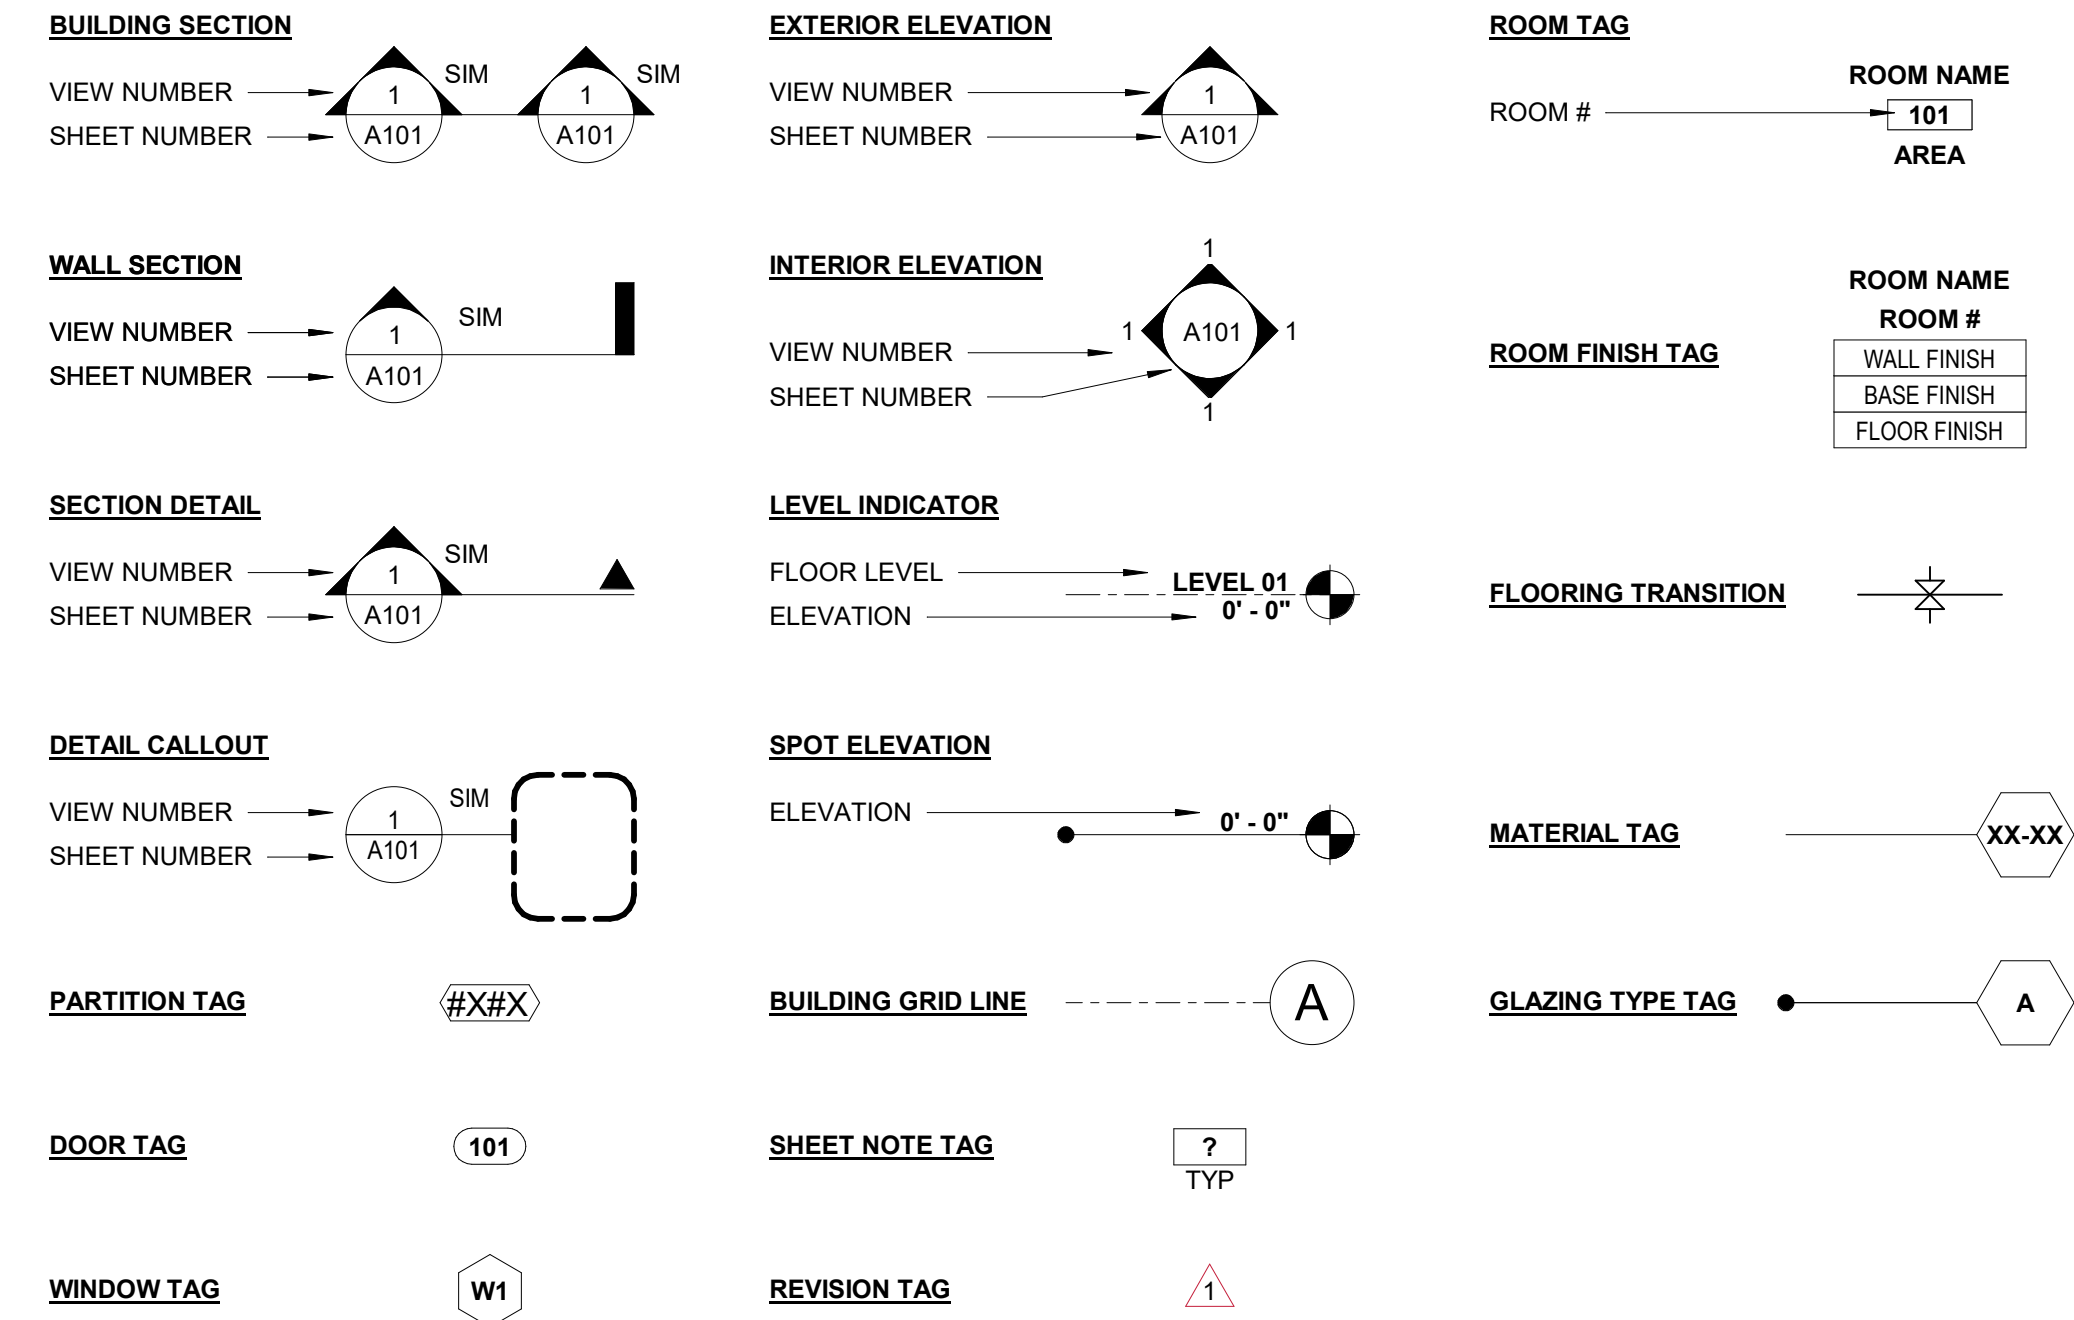 BUILDING SECTION
VIEW NUMBER
SHEET NUMBER
1
A101
SIM
1
A101
SIM
WALL SECTION
VIEW NUMBER
SHEET NUMBER
1
A101
SIM
SECTION DETAIL
VIEW NUMBER
SHEET NUMBER
1
A101
SIM
DETAIL CALLOUT
VIEW NUMBER
SHEET NUMBER
1
A101
SIM
PARTITION TAG
#X#X
DOOR TAG
101
WINDOW TAG
W1
EXTERIOR ELEVATION
VIEW NUMBER
SHEET NUMBER
1
A101
INTERIOR ELEVATION
VIEW NUMBER
SHEET NUMBER
1
1
A101
1
1
LEVEL INDICATOR
FLOOR LEVEL
ELEVATION
LEVEL 01
0' - 0"
SPOT ELEVATION
ELEVATION
0' - 0"
BUILDING GRID LINE
A
SHEET NOTE TAG
?
TYP
REVISION TAG
1
ROOM TAG
ROOM #
ROOM NAME
101
AREA
ROOM FINISH TAG
ROOM NAME
ROOM #
WALL FINISH
BASE FINISH
FLOOR FINISH
FLOORING TRANSITION
MATERIAL TAG
XX-XX
GLAZING TYPE TAG
A